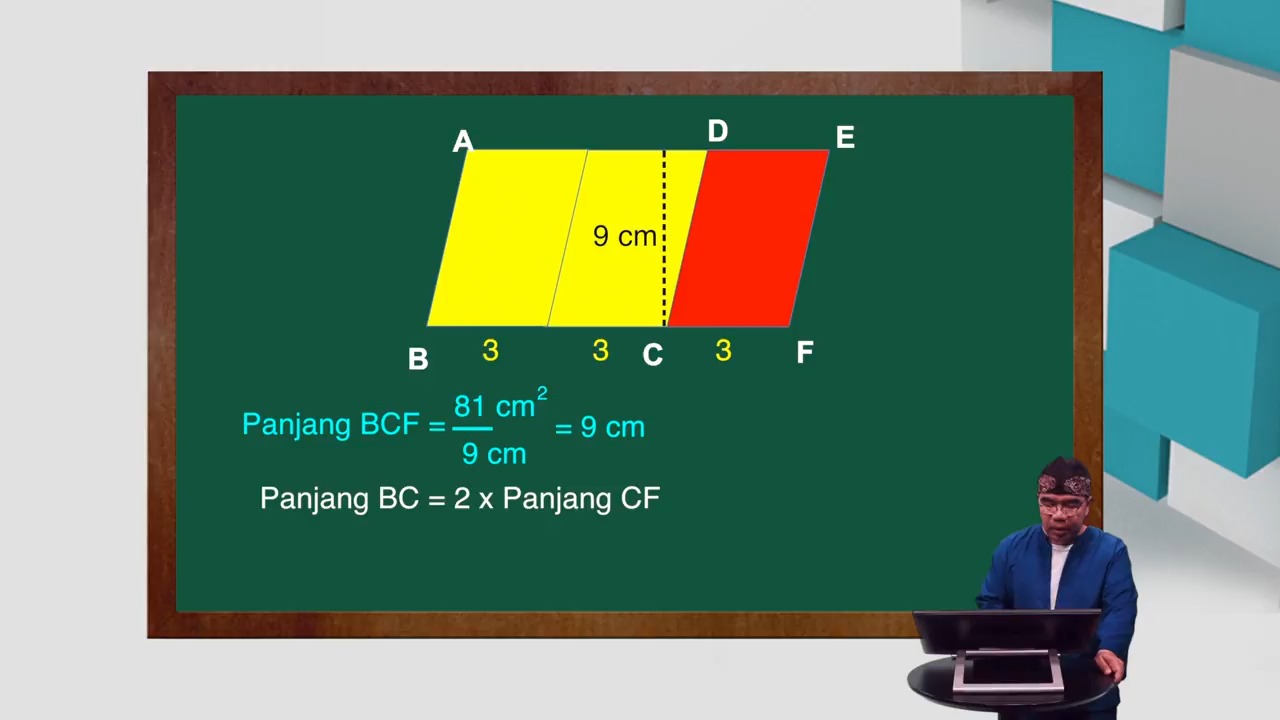 A D E
9 cm
B 3 3 C 3 F
Panjang BCF = 81 cm² / 9 cm = 9 cm
Panjang BC = 2 x Panjang CF